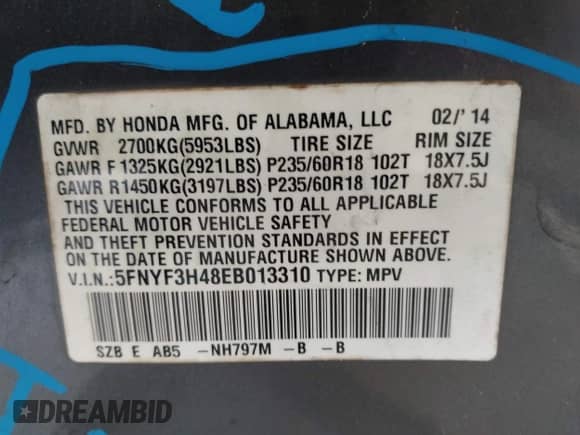 MFD. BY HONDA MFG. OF ALABAMA, LLC 02/'14
GVWR 2700KG(5953LBS) TIRE SIZE RIM SIZE
GAWR F1325KG(2921LBS) P235/60R18 102T 18X7.5J
GAWR R1450KG(3197LBS) P235/60R18 102T 18X7.5J
THIS VEHICLE CONFORMS TO ALL APPLICABLE
FEDERAL MOTOR VEHICLE SAFETY
AND THEFT PREVENTION STANDARDS IN EFFECT
ON THE DATE OF MANUFACTURE SHOWN ABOVE.
V.I.N.:5FNYF3H48EB013310 TYPE: MPV
SZB E AB5 -NH797M -B -B
DREAMBID